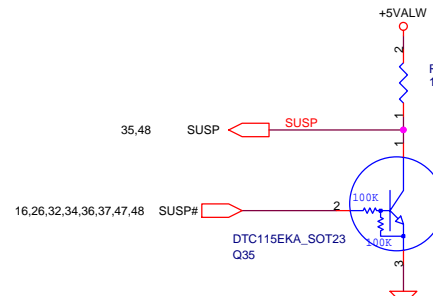 +5VALW
2
R
1
1
35,48 SUSP SUSP
1
100K
16,26,32,34,36,37,47,48 SUSP# 2
DTC115EKA_SOT23
100K
Q35
3